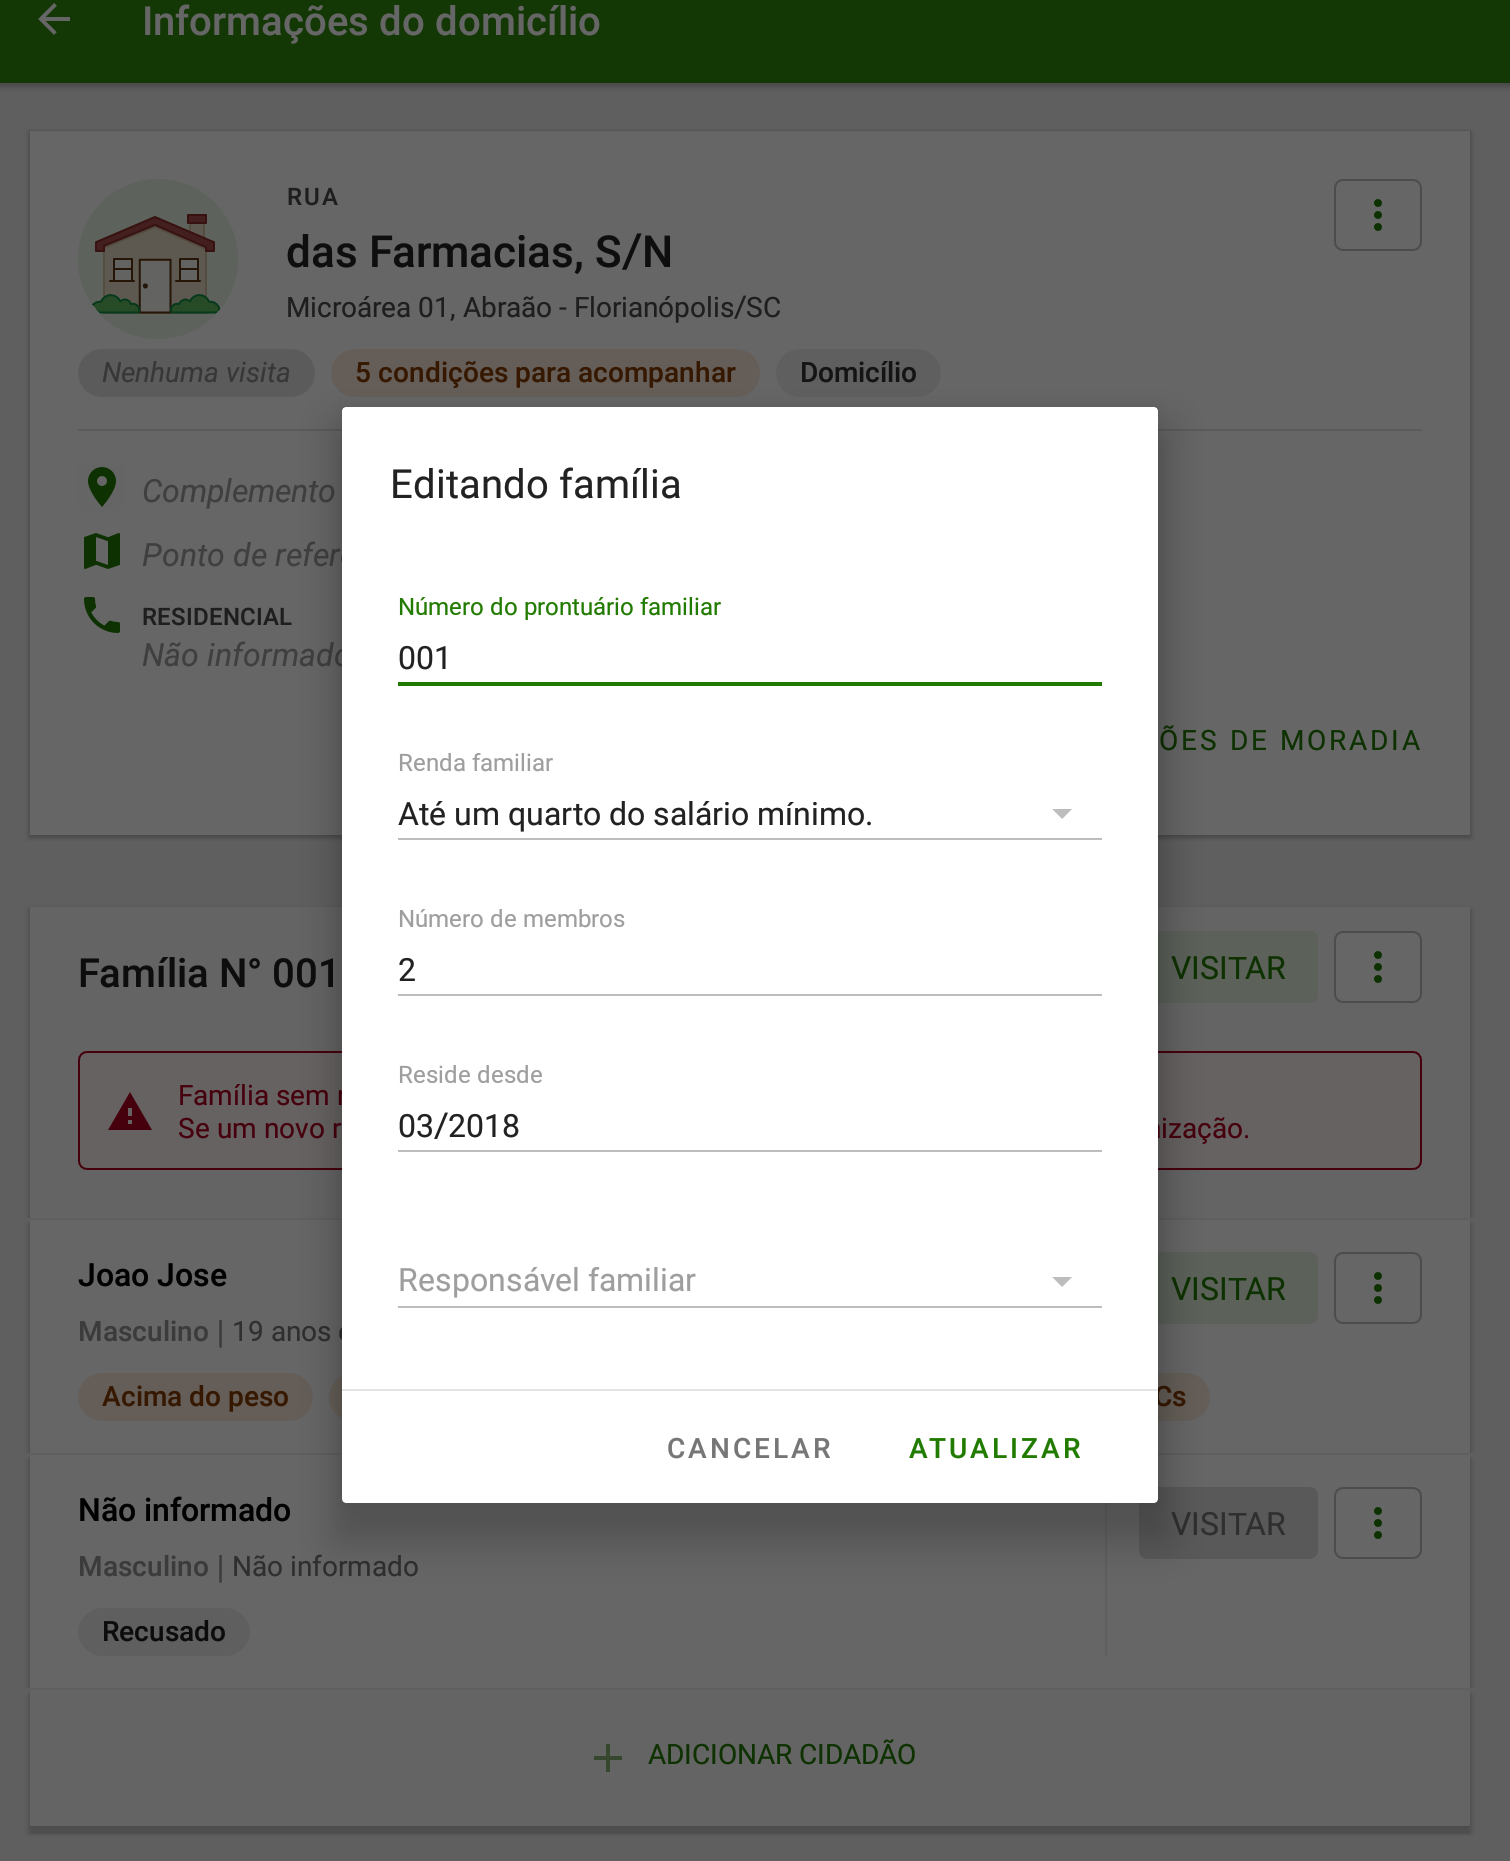 Informações do domicílio
RUA
das Farmacias, S/N
Microárea 01, Abraão - Florianópolis/SC
Nenhuma visita
5 condições para acompanhar
Domicílio
Complemento
Ponto de refer
RESIDENCIAL
Não informado
ÕES DE MORADIA
Editando família
Número do prontuário familiar
001
Renda familiar
Até um quarto do salário mínimo.
Número de membros
2
Reside desde
03/2018
Responsável familiar
CANCELAR
ATUALIZAR
Família N° 001
VISITAR
Família sem
Se um novo r
ização.
Joao Jose
VISITAR
Masculino | 19 anos
Acima do peso
Cs
Não informado
VISITAR
Masculino | Não informado
Recusado
ADICIONAR CIDADÃO